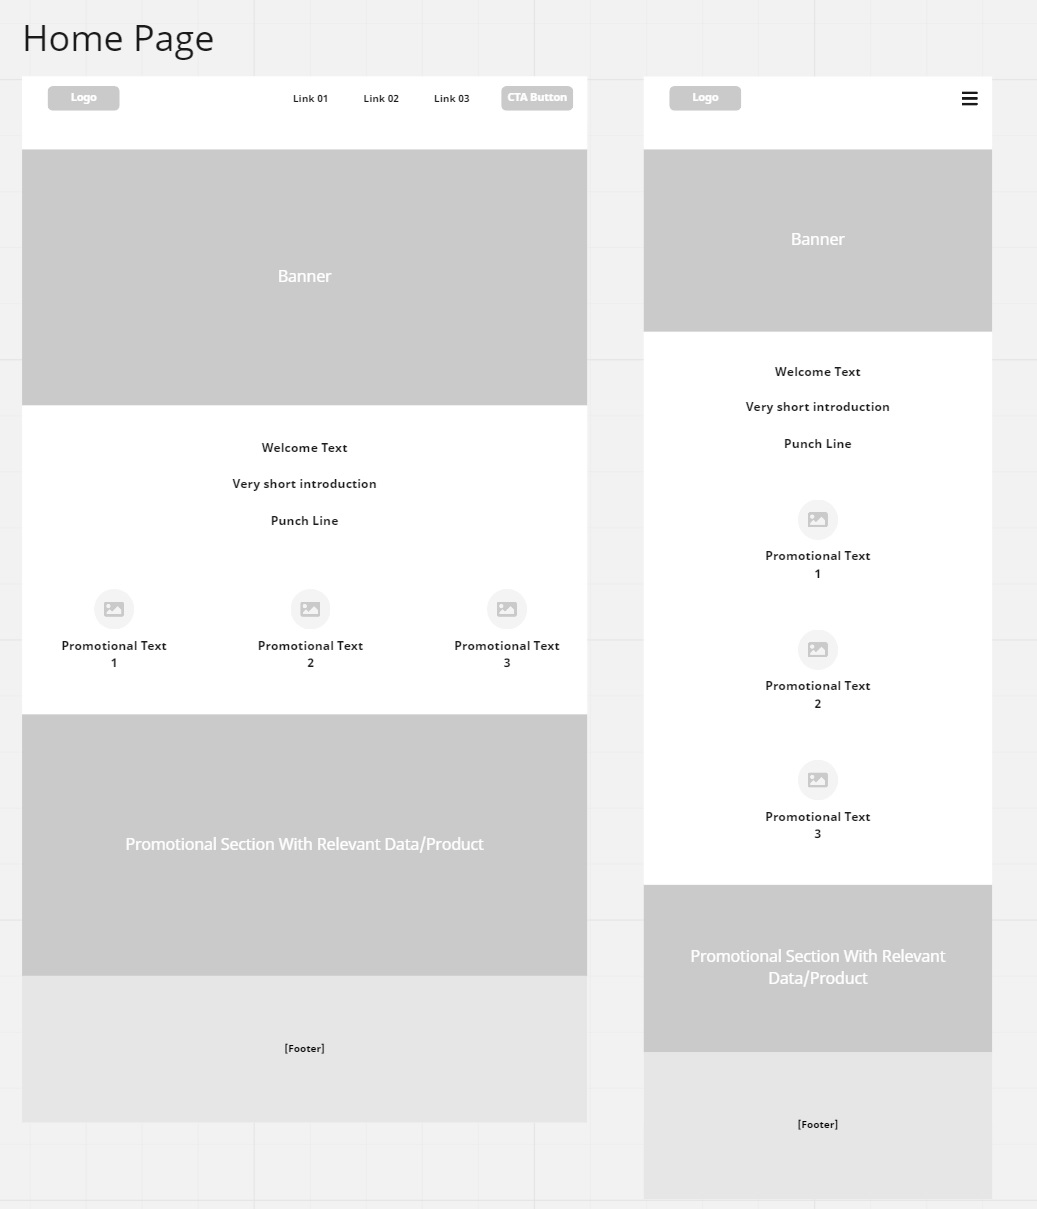 Home Page
Logo
Link 01
Link 02
Link 03
CTA Button
Banner
Welcome Text
Very short introduction
Punch Line
Promotional Text
1
Promotional Text
2
Promotional Text
3
Promotional Section With Relevant Data/Product
[Footer]
Logo
Banner
Welcome Text
Very short introduction
Punch Line
Promotional Text
1
Promotional Text
2
Promotional Text
3
Promotional Section With Relevant
Data/Product
[Footer]